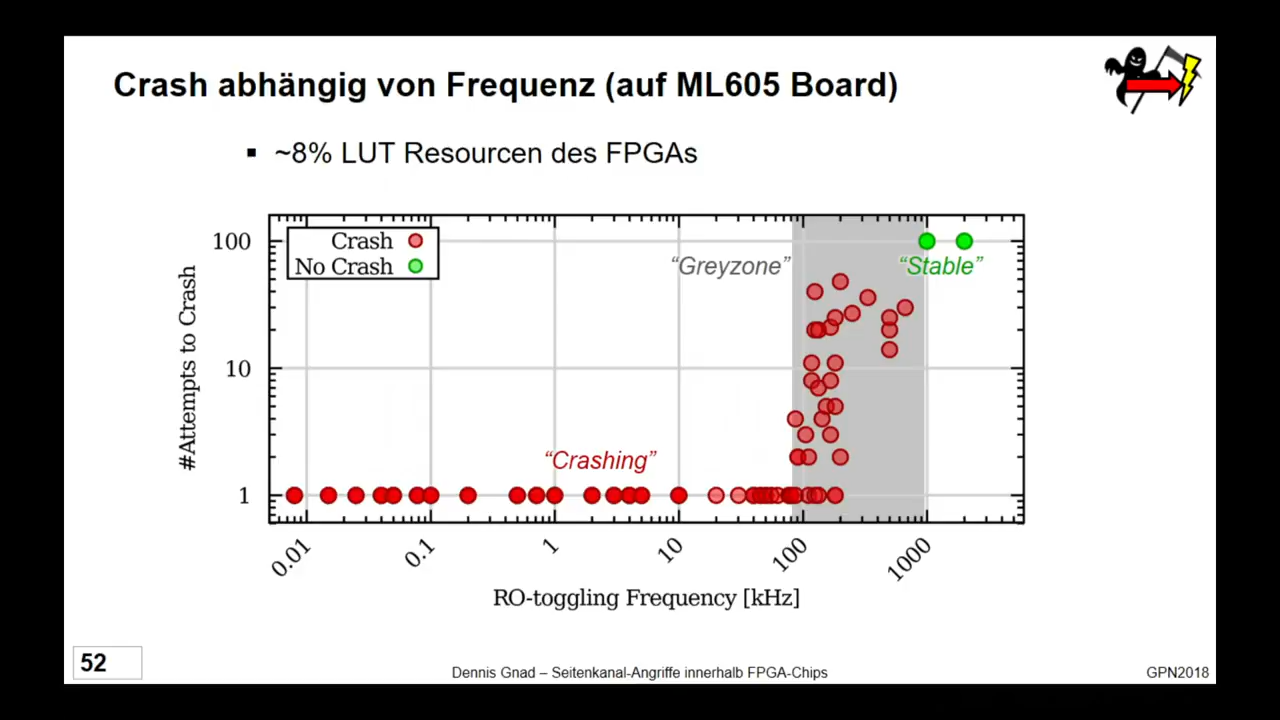 Crash abhängig von Frequenz (auf ML605 Board)
▪ ~8% LUT Resourcen des FPGAs
100
10
1
#Attempts to Crash
Crash
No Crash
“Greyzone”
“Stable”
“Crashing”
0.01
0.1
1
10
100
1000
RO-toggling Frequency [kHz]
52
Dennis Gnad – Seitenkanal-Angriffe innerhalb FPGA-Chips
GPN2018